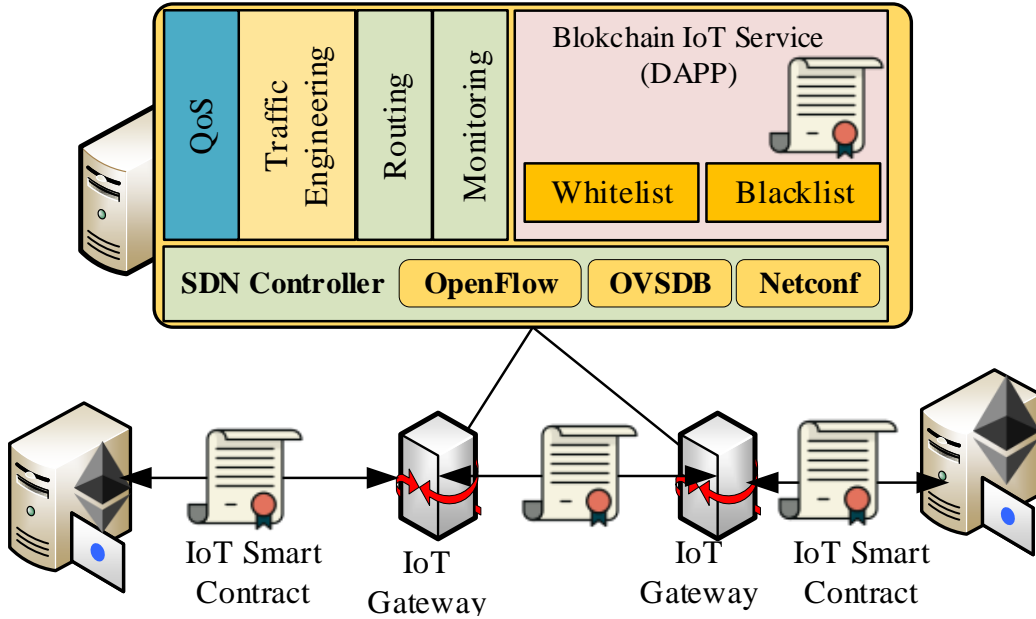 QoS
Traffic
Engineering
Routing
Monitoring
Blokchain IoT Service
(DAPP)
Whitelist
Blacklist
SDN Controller
OpenFlow
OVSDB
Netconf
IoT Smart
Contract
IoT
Gateway
IoT
Gateway
IoT Smart
Contract